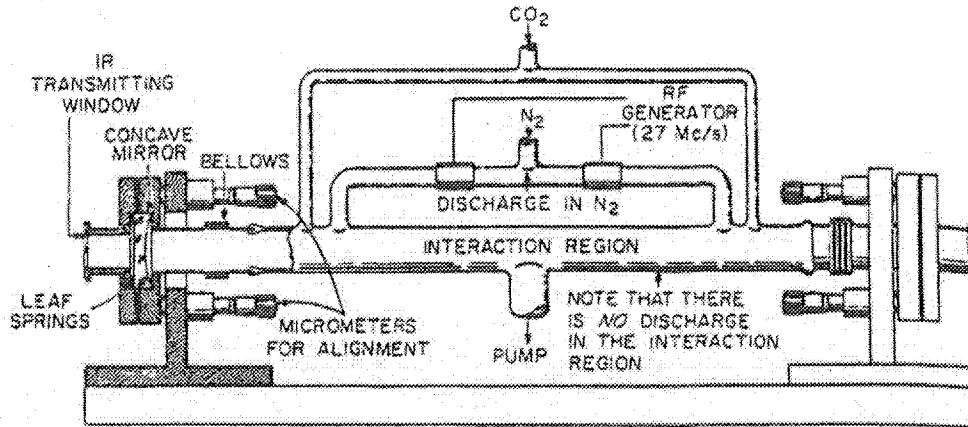 CO2
IR
TRANSMITTING
WINDOW
CONCAVE
MIRROR
BELLOWS
N2
RF
GENERATOR
(27 Mc/s)
DISCHARGE IN N2
INTERACTION REGION
LEAF
SPRINGS
MICROMETERS
FOR ALIGNMENT
PUMP
NOTE THAT THERE
IS NO DISCHARGE
IN THE INTERACTION
REGION